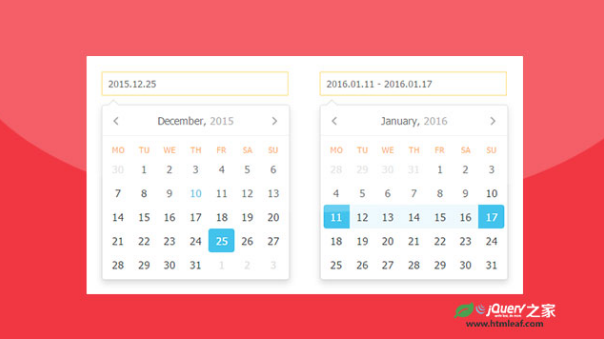 2015.12.25
December, 2015
MO TU WE TH FR SA SU
30 1 2 3 4 5 6
7 8 9 10 11 12 13
14 15 16 17 18 19 20
21 22 23 24 25 26 27
28 29 30 31 1 2 3
2016.01.11 - 2016.01.17
January, 2016
MO TU WE TH FR SA SU
28 29 30 31 1 2 3
4 5 6 7 8 9 10
11 12 13 14 15 16 17
18 19 20 21 22 23 24
25 26 27 28 29 30 31
jQuery之家
www.htmleaf.com